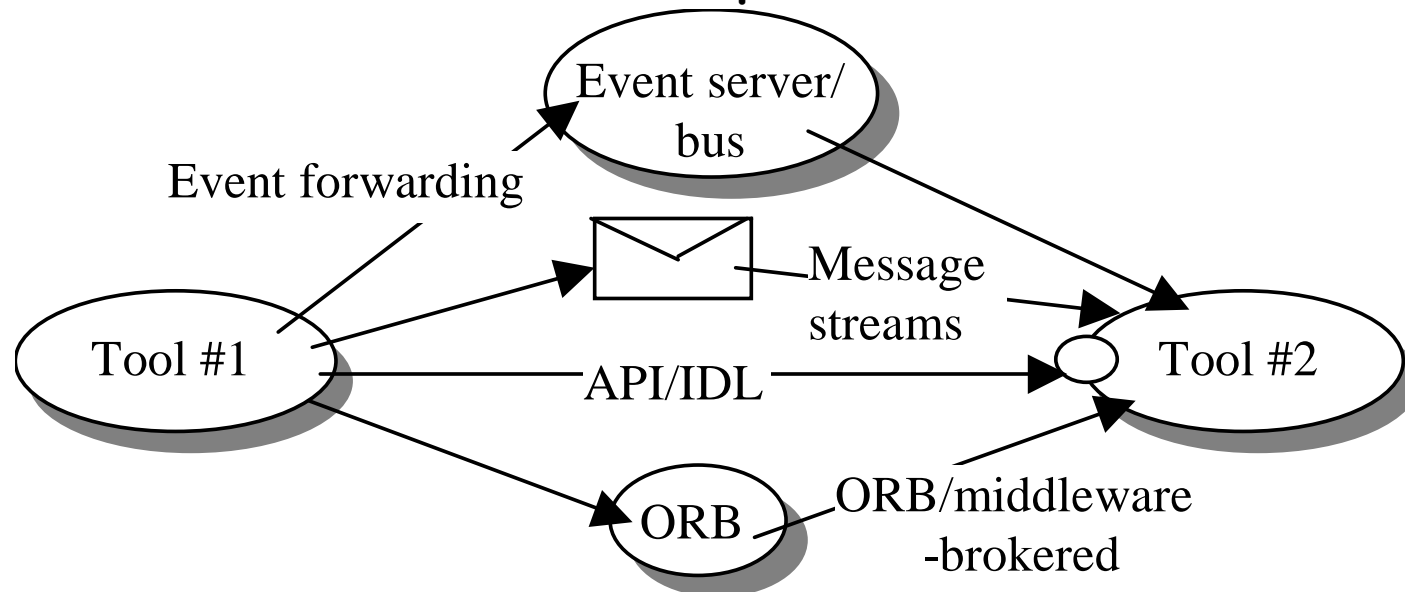 Event server/
bus
Event forwarding
Message
streams
Tool #1
API/IDL
Tool #2
ORB
ORB/middleware
-brokered